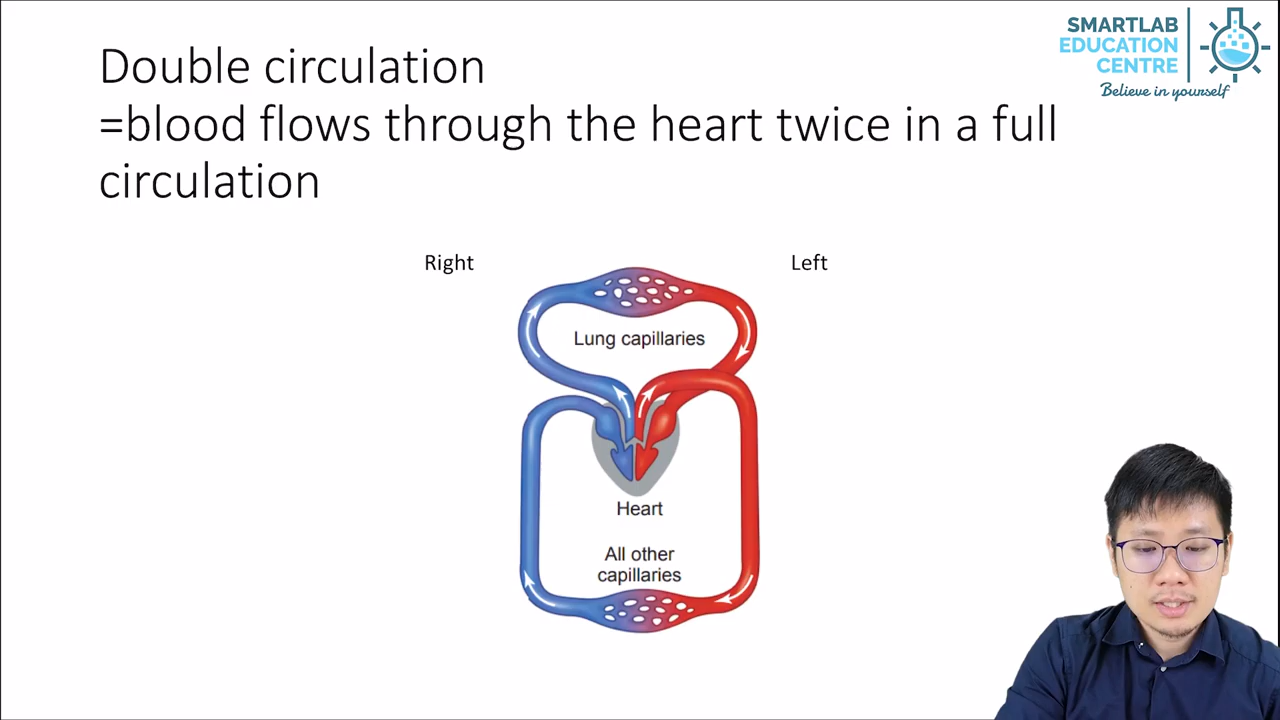 Double circulation
=blood flows through the heart twice in a full
circulation
SMARTLAB
EDUCATION
CENTRE
Believe in yourself
Right
Left
Lung capillaries
Heart
All other
capillaries